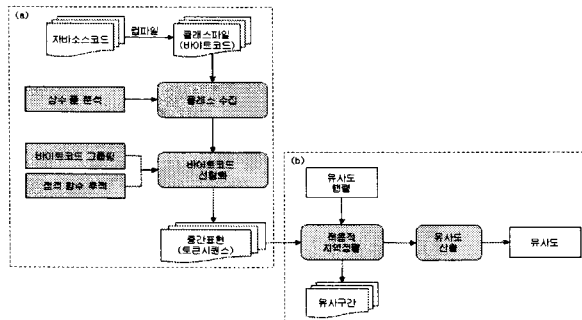 (a)
자바소스코드
컴파일
클래스파일
(바이트코드)
상수 풀 분석
클래스 수집
바이트코드 그룹핑
정적 함수 추적
바이트코드
선형화
중간표현
(토큰시퀀스)
(b)
유사도
행렬
적응적
지역정렬
유사도
산출
유사도
유사구간